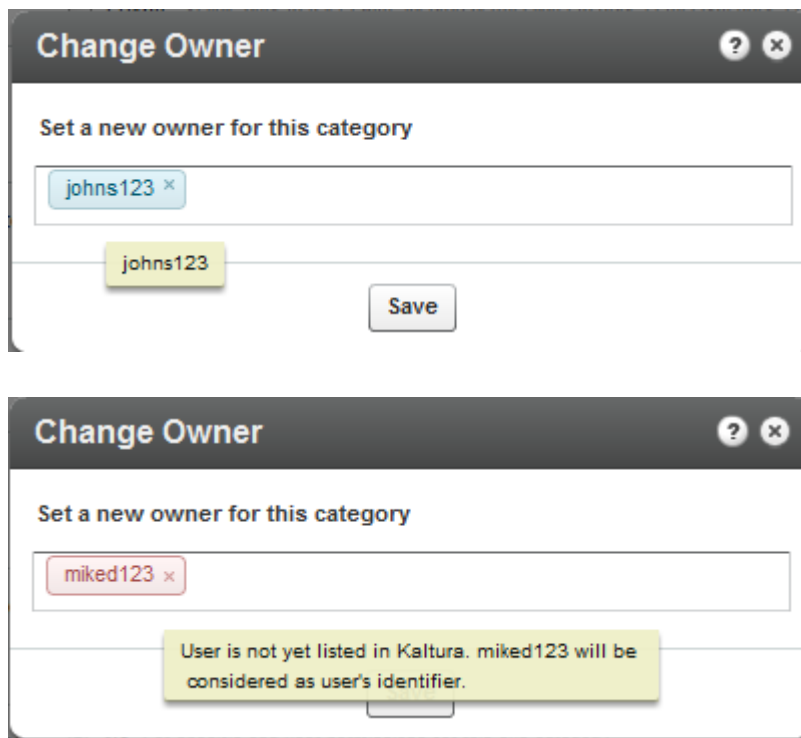 Change Owner
Set a new owner for this category
johns123 ×
johns123
Save
Change Owner
Set a new owner for this category
miked123 ×
User is not yet listed in Kaltura. miked123 will be
considered as user's identifier.
Save